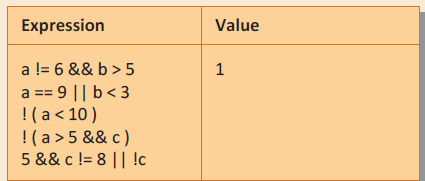 Expression Value
a != 6 && b > 5 1
a == 9 || b < 3
! ( a < 10 )
! ( a > 5 && c )
5 && c != 8 || !c